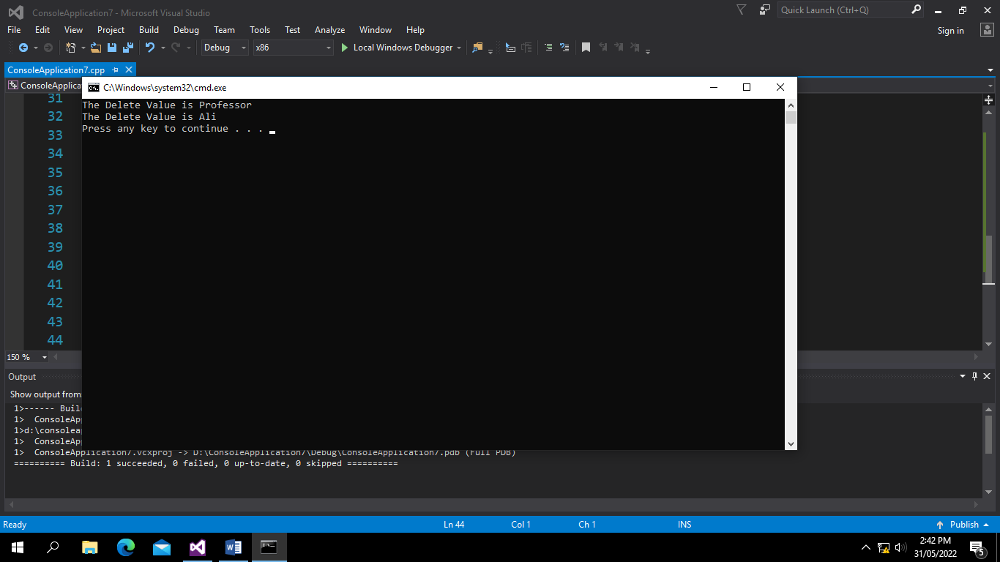 ConsoleApplication7 - Microsoft Visual Studio
Quick Launch (Ctrl+Q)
File Edit View Project Build Debug Team Tools Test Analyze Window Help
Sign in
Debug x86 Local Windows Debugger
ConsoleApplication7.cpp
ConsoleApplica
C:\Windows\system32\cmd.exe
The Delete Value is Professor
The Delete Value is Ali
Press any key to continue . . .
31
32
33
34
35
36
37
38
39
40
41
42
43
44
150 %
Output
Show output from:
1>------ Buil
1> ConsoleAp
1>d:\consoleap
1> ConsoleAp
1> ConsoleApplication7.vcxproj -> D:\ConsoleApplication7\Debug\ConsoleApplication7.pdb (Full PDB)
========== Build: 1 succeeded, 0 failed, 0 up-to-date, 0 skipped ==========
Ready Ln 44 Col 1 Ch 1 INS Publish
2:42 PM
31/05/2022
5